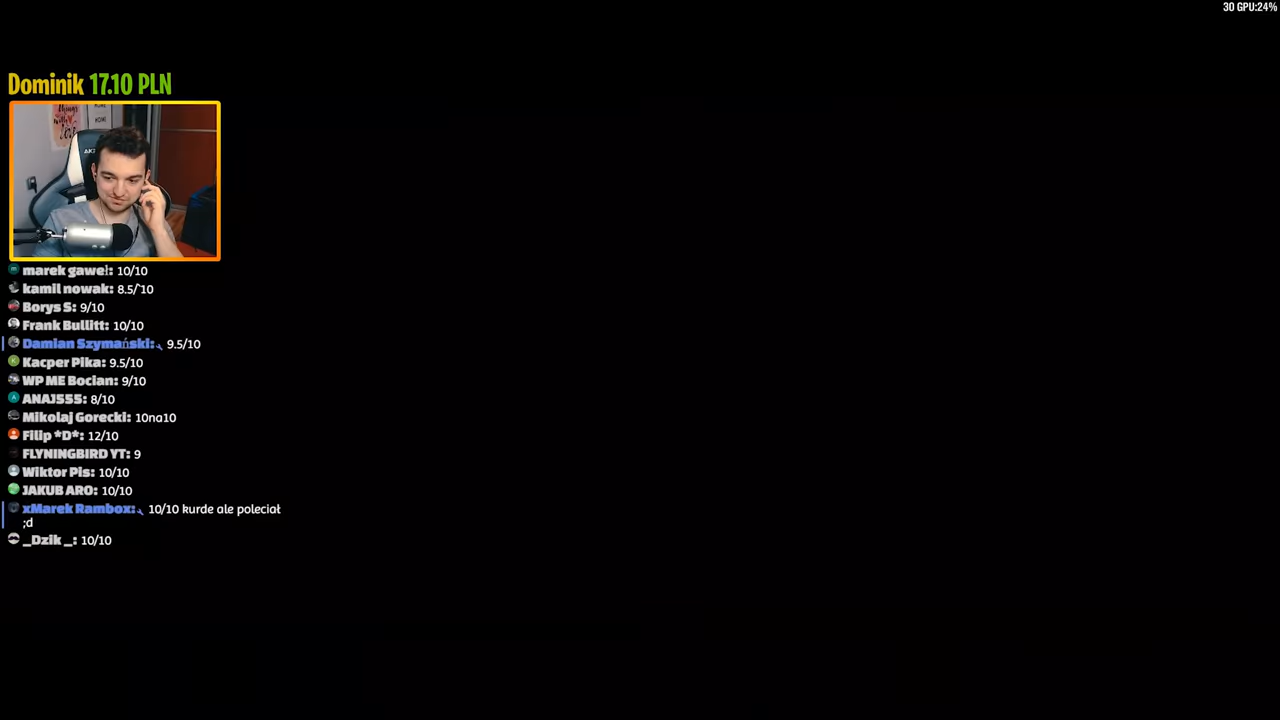 30 GPU:24%
Dominik 17.10 PLN
marek gaweł: 10/10
kamil nowak: 8.5/`10
Borys S: 9/10
Frank Bullitt: 10/10
Damian Szymański: 9.5/10
Kacper Pika: 9.5/10
WP ME Bocian: 9/10
ANAJ555: 8/10
Mikolaj Gorecki: 10na10
Filip *D*: 12/10
FLYNINGBIRD YT: 9
Wiktor Pis: 10/10
JAKUB ARO: 10/10
xMarek Rambox: 10/10 kurde ale poleciał
;d
_Dzik _: 10/10